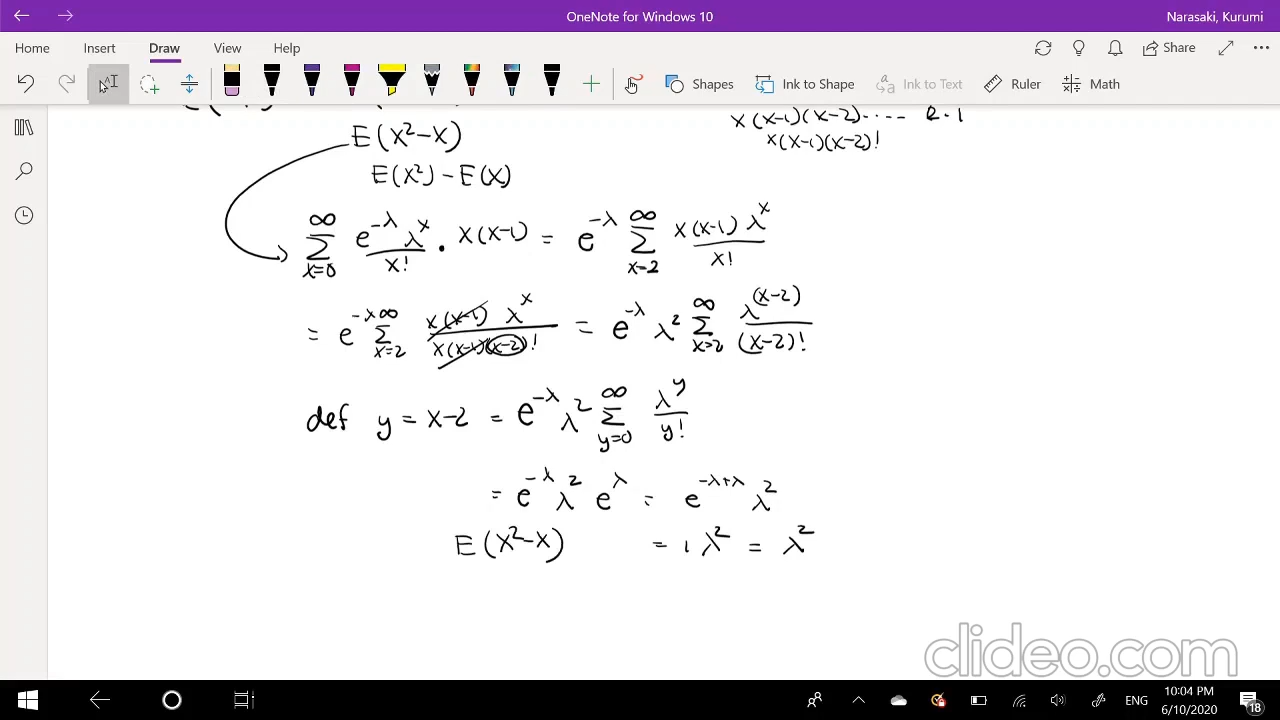 OneNote for Windows 10
Narasaki, Kurumi
Home Insert Draw View Help
Share
Shapes Ink to Shape Ink to Text Ruler Math
x(x-1)(x-2)····· 2·1
x(x-1)(x-2)!
E(X²-X)
E(X²) - E(X)
∞ Σ x=0 e^-λ λ^x / x! · x(x-1) = e^-λ ∞ Σ x=2 x(x-1) λ^x / x!
= e^-λ ∞ Σ x=2 x(x-1) λ^x / x(x-1)(x-2)! = e^-λ λ² ∞ Σ x=2 λ^(x-2) / (x-2)!
def y = x-2 = e^-λ λ² ∞ Σ y=0 λ^y / y!
= e^-λ λ² e^λ = e^-λ+λ λ²
E(X²-X) = 1 λ² = λ²
clideo.com
ENG
10:04 PM
6/10/2020
18